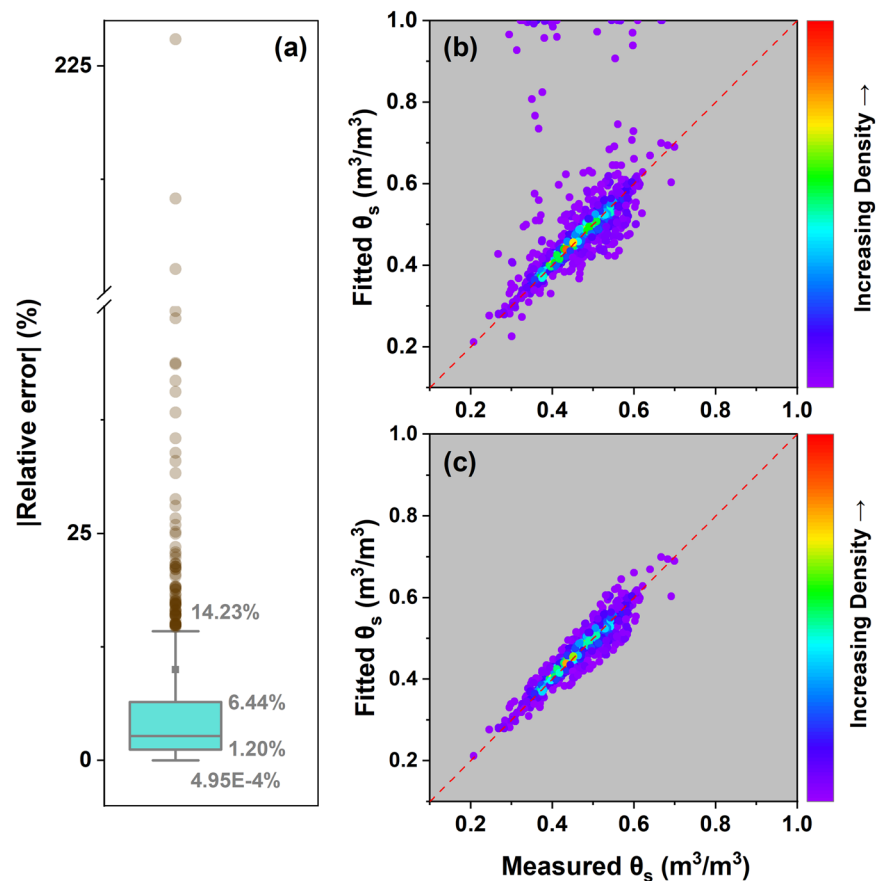 (a)
225
25
0
|Relative error| (%)
14.23%
6.44%
1.20%
4.95E-4%
(b)
1.0
0.8
0.6
0.4
0.2
Fitted θs (m³/m³)
0.2 0.4 0.6 0.8 1.0
Increasing Density →
(c)
1.0
0.8
0.6
0.4
0.2
Fitted θs (m³/m³)
0.2 0.4 0.6 0.8 1.0
Measured θs (m³/m³)
Increasing Density →